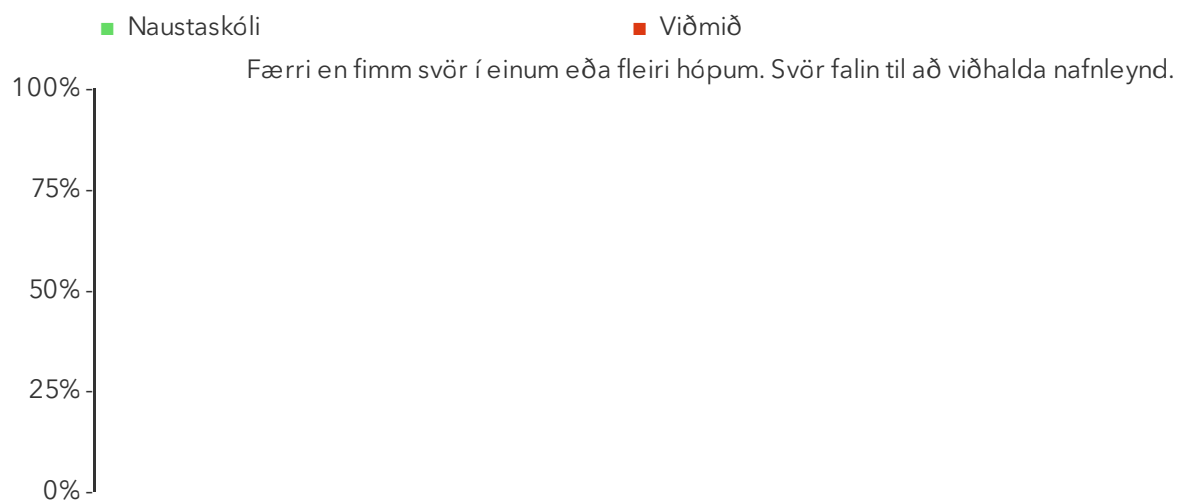 Naustaskóli Viðmið
Færri en fimm svör í einum eða fleiri hópum. Svör falin til að viðhalda nafnleynd.
100%
75%
50%
25%
0%